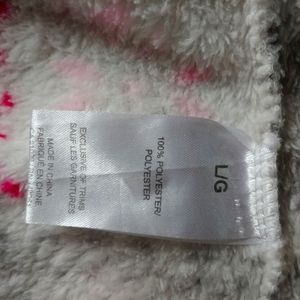 L/G
100% POLYESTER/
POLYESTER
EXCLUSIVE OF TRIMS
SAUF LES GARNITURES
MADE IN CHINA
FABRIQUÉ EN CHINE